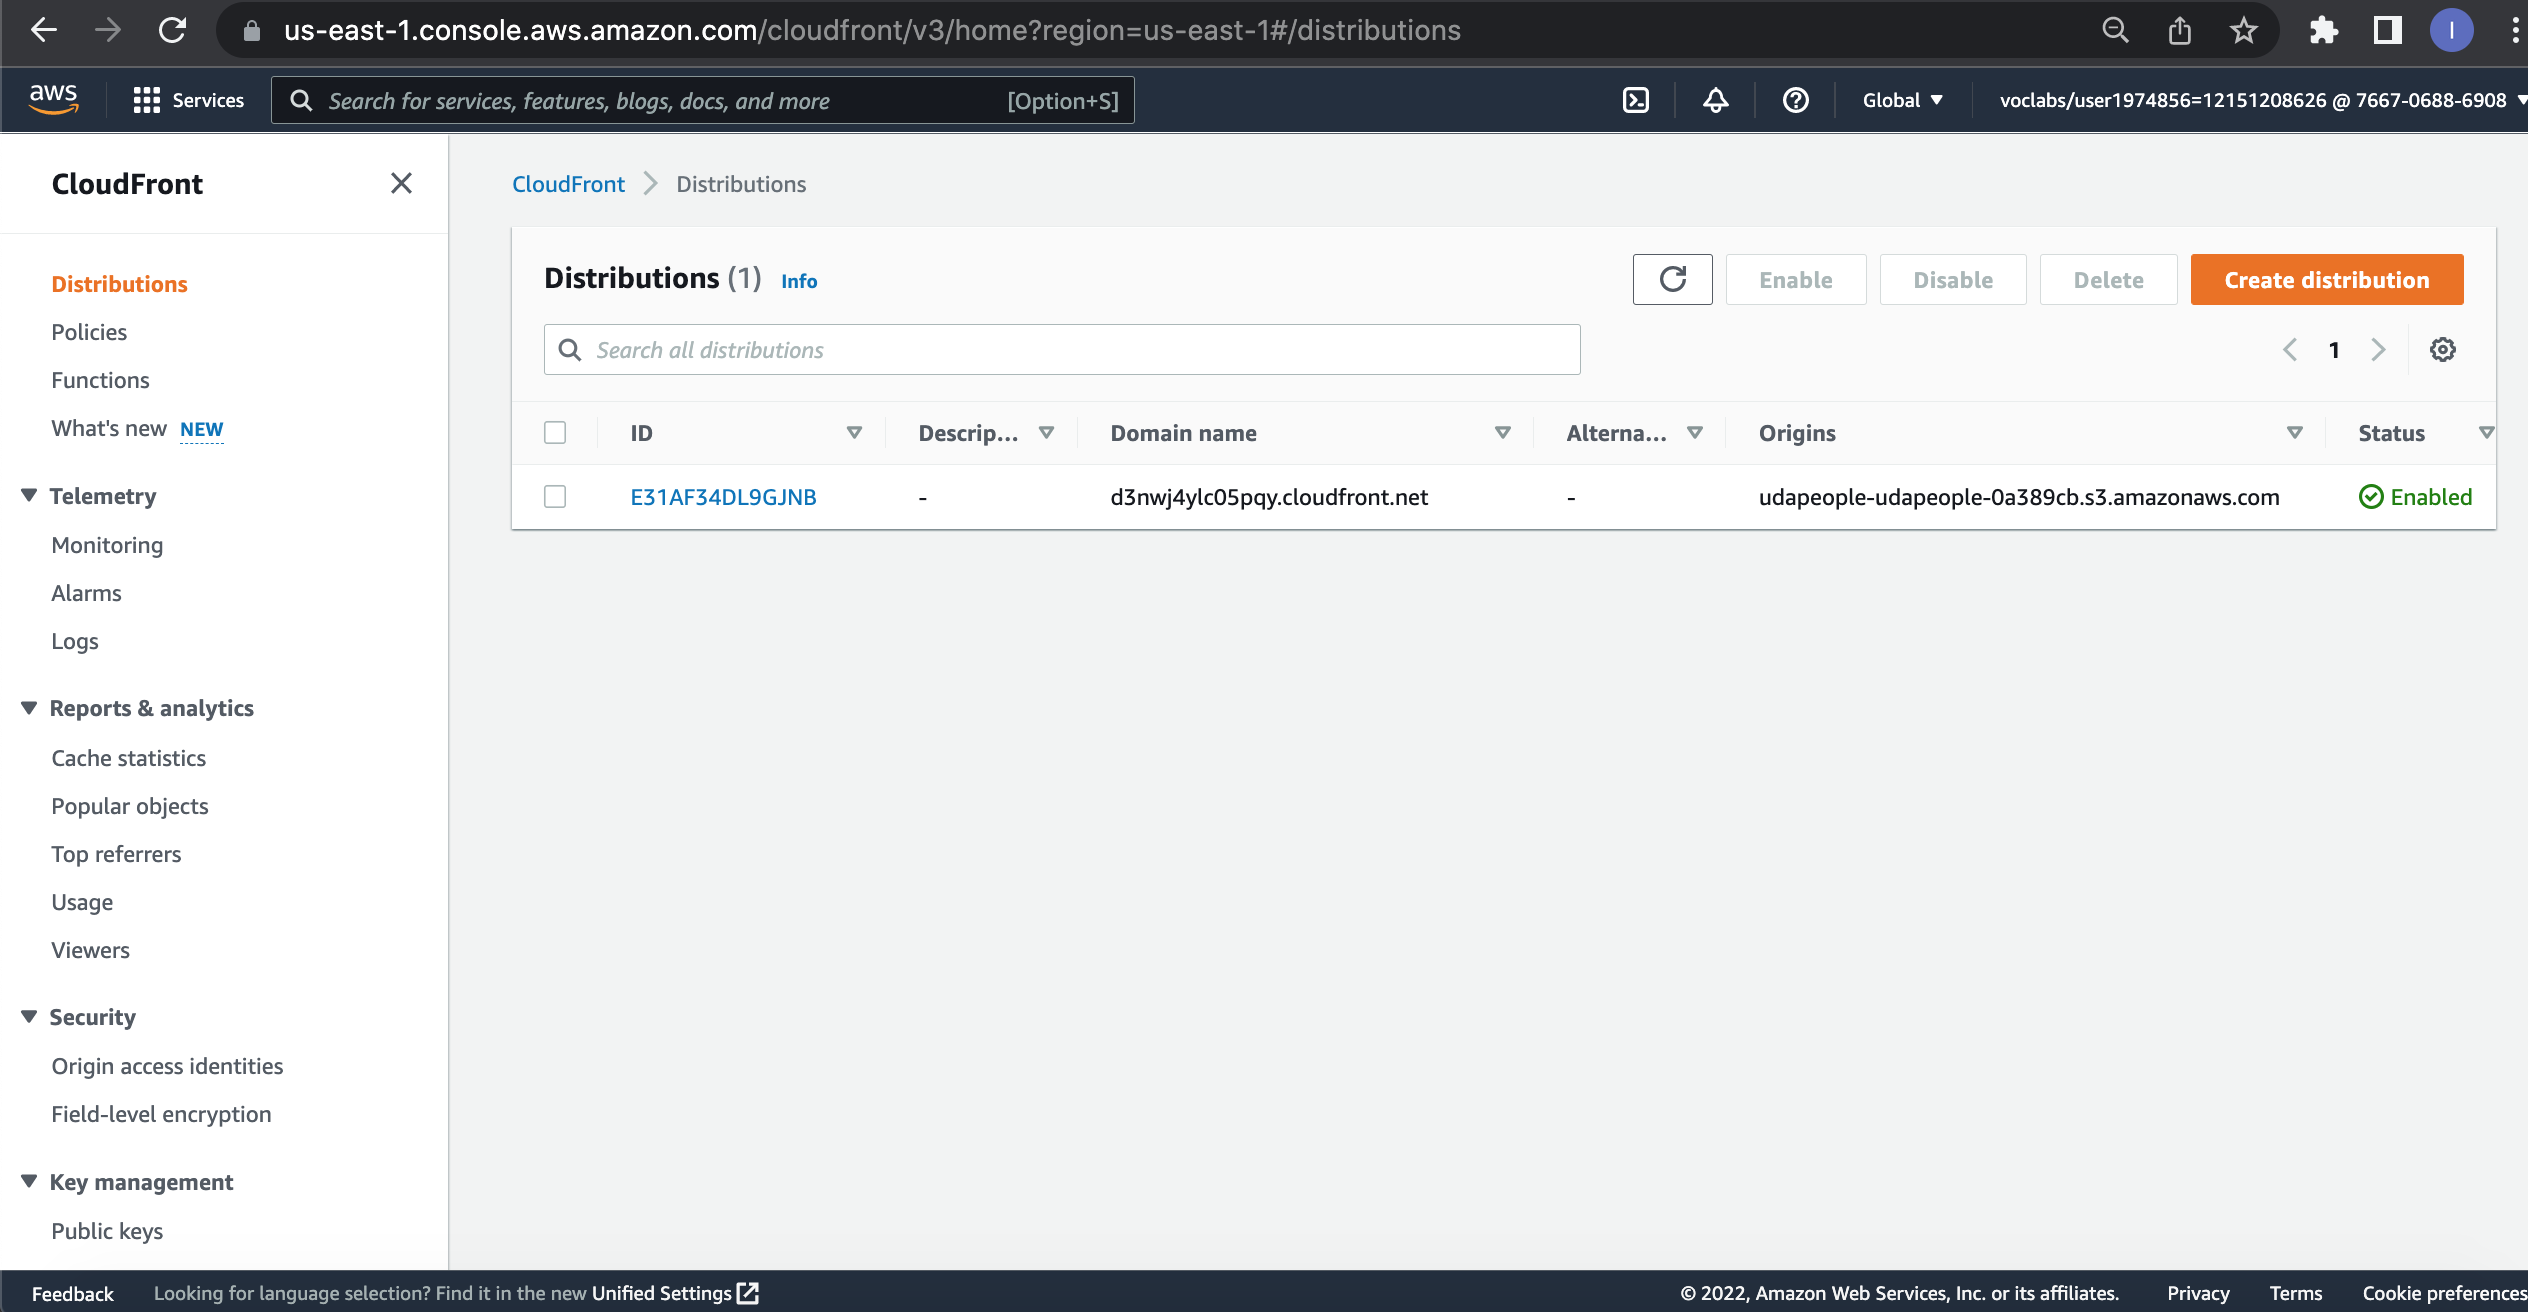 us-east-1.console.aws.amazon.com/cloudfront/v3/home?region=us-east-1#/distributions
I
aws
Services
Search for services, features, blogs, docs, and more
[Option+S]
Global
voclabs/user1974856=12151208626 @ 7667-0688-6908
CloudFront
Distributions
Policies
Functions
What's new NEW
Telemetry
Monitoring
Alarms
Logs
Reports & analytics
Cache statistics
Popular objects
Top referrers
Usage
Viewers
Security
Origin access identities
Field-level encryption
Key management
Public keys
CloudFront > Distributions
Distributions (1) Info
Enable
Disable
Delete
Create distribution
Search all distributions
1
ID
Descrip...
Domain name
Alterna...
Origins
Status
E31AF34DL9GJNB
-
d3nwj4ylc05pqy.cloudfront.net
-
udapeople-udapeople-0a389cb.s3.amazonaws.com
Enabled
Feedback
Looking for language selection? Find it in the new Unified Settings
© 2022, Amazon Web Services, Inc. or its affiliates.
Privacy
Terms
Cookie preferences